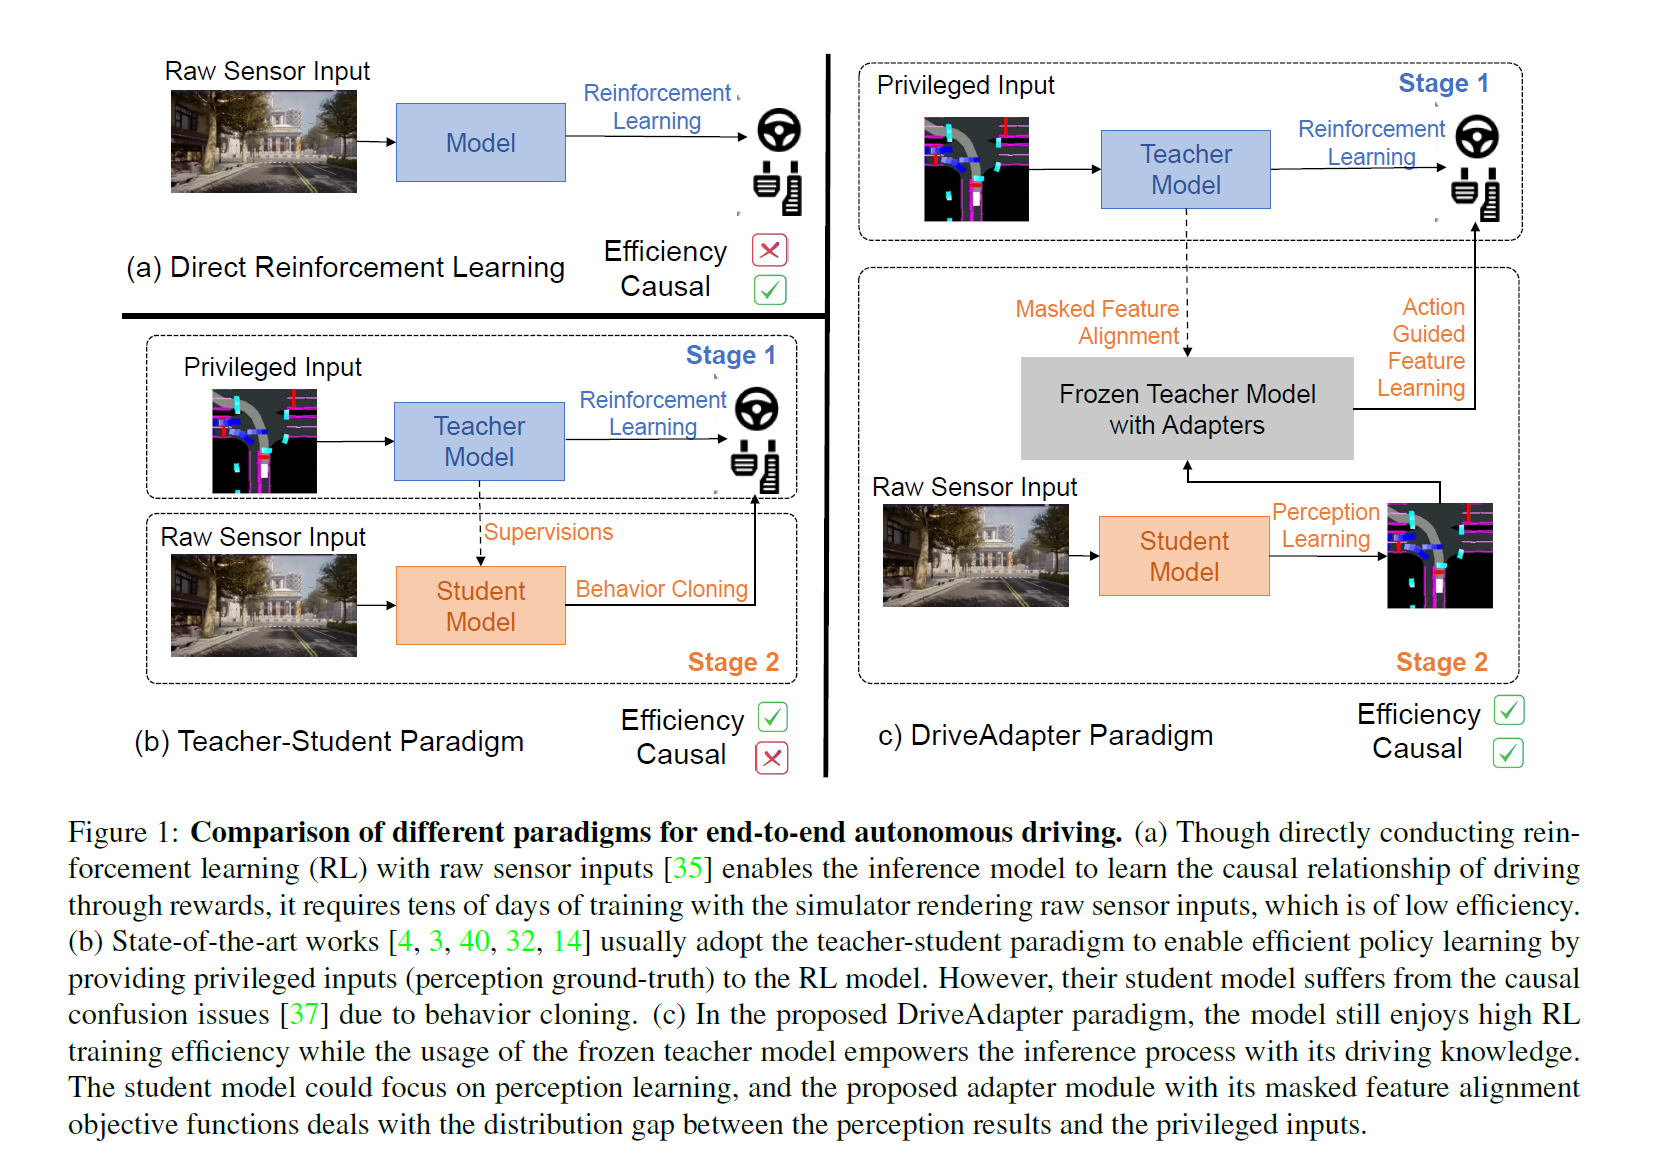 Raw Sensor Input
Model
Reinforcement
Learning
Efficiency
Causal
(a) Direct Reinforcement Learning
Stage 1
Privileged Input
Teacher
Model
Reinforcement
Learning
Supervisions
Raw Sensor Input
Student
Model
Behavior Cloning
Stage 2
Efficiency
Causal
(b) Teacher-Student Paradigm
Stage 1
Privileged Input
Teacher
Model
Reinforcement
Learning
Masked Feature
Alignment
Action
Guided
Feature
Learning
Frozen Teacher Model
with Adapters
Raw Sensor Input
Student
Model
Perception
Learning
Stage 2
Efficiency
Causal
c) DriveAdapter Paradigm
Figure 1: Comparison of different paradigms for end-to-end autonomous driving. (a) Though directly conducting rein-
forcement learning (RL) with raw sensor inputs [35] enables the inference model to learn the causal relationship of driving
through rewards, it requires tens of days of training with the simulator rendering raw sensor inputs, which is of low efficiency.
(b) State-of-the-art works [4, 3, 40, 32, 14] usually adopt the teacher-student paradigm to enable efficient policy learning by
providing privileged inputs (perception ground-truth) to the RL model. However, their student model suffers from the causal
confusion issues [37] due to behavior cloning. (c) In the proposed DriveAdapter paradigm, the model still enjoys high RL
training efficiency while the usage of the frozen teacher model empowers the inference process with its driving knowledge.
The student model could focus on perception learning, and the proposed adapter module with its masked feature alignment
objective functions deals with the distribution gap between the perception results and the privileged inputs.